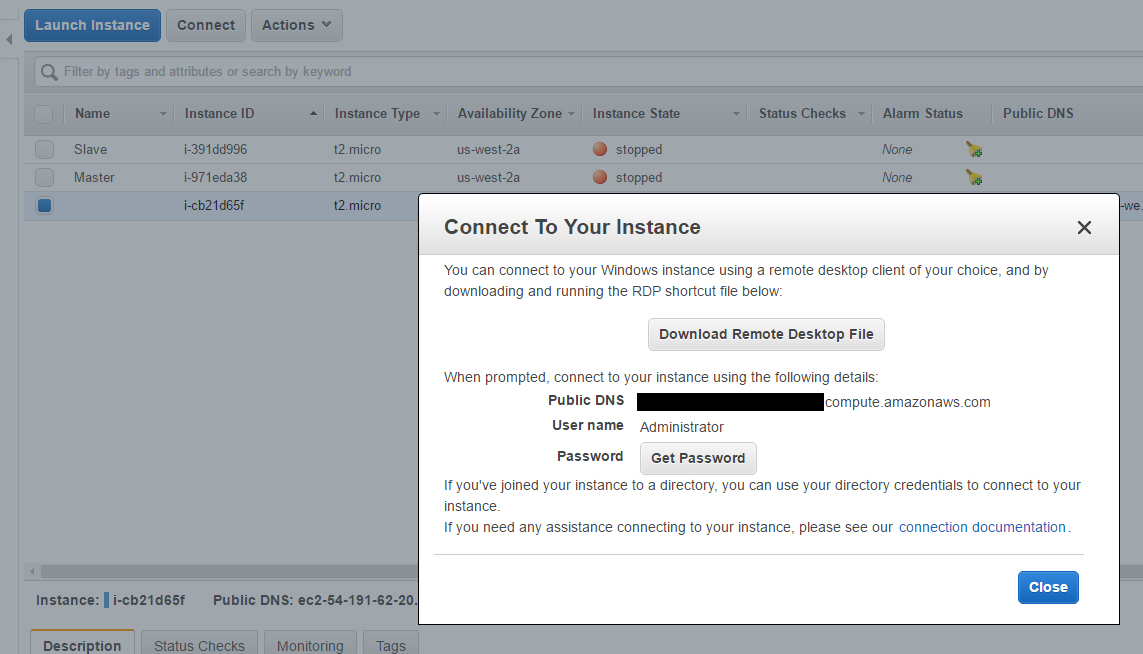 Launch Instance Connect Actions
Filter by tags and attributes or search by keyword
Name Instance ID Instance Type Availability Zone Instance State Status Checks Alarm Status Public DNS
Slave i-391dd996 t2.micro us-west-2a stopped None
Master i-971eda38 t2.micro us-west-2a stopped None
i-cb21d65f t2.micro -we.
Connect To Your Instance
You can connect to your Windows instance using a remote desktop client of your choice, and by
downloading and running the RDP shortcut file below:
Download Remote Desktop File
When prompted, connect to your instance using the following details:
Public DNS compute.amazonaws.com
User name Administrator
Password Get Password
If you've joined your instance to a directory, you can use your directory credentials to connect to your
instance.
If you need any assistance connecting to your instance, please see our connection documentation.
Close
Instance: i-cb21d65f Public DNS: ec2-54-191-62-20.
Description Status Checks Monitoring Tags